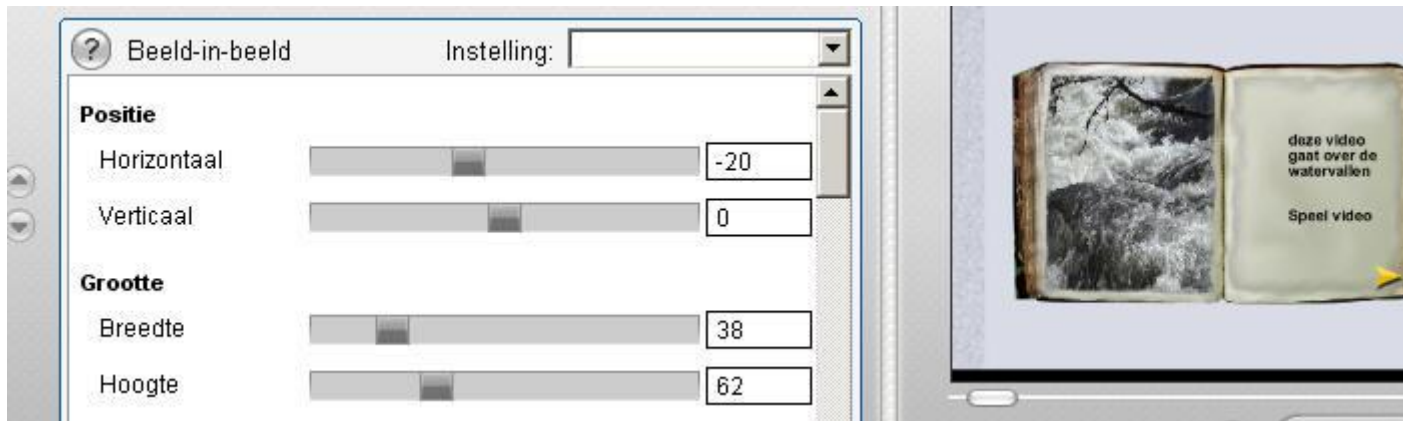 ? Beeld-in-beeld Instelling:
Positie
Horizontaal -20
Verticaal 0
Grootte
Breedte 38
Hoogte 62
deze video
gaat over de
watervallen
Speel video